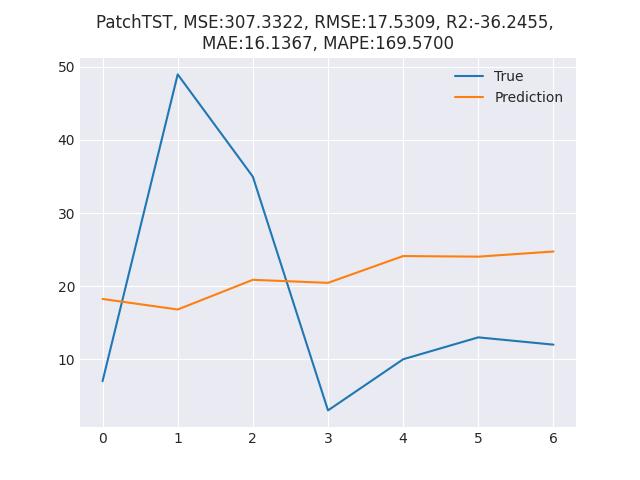 PatchTST, MSE:307.3322, RMSE:17.5309, R2:-36.2455,
MAE:16.1367, MAPE:169.5700
True
Prediction
50
40
30
20
10
0 1 2 3 4 5 6